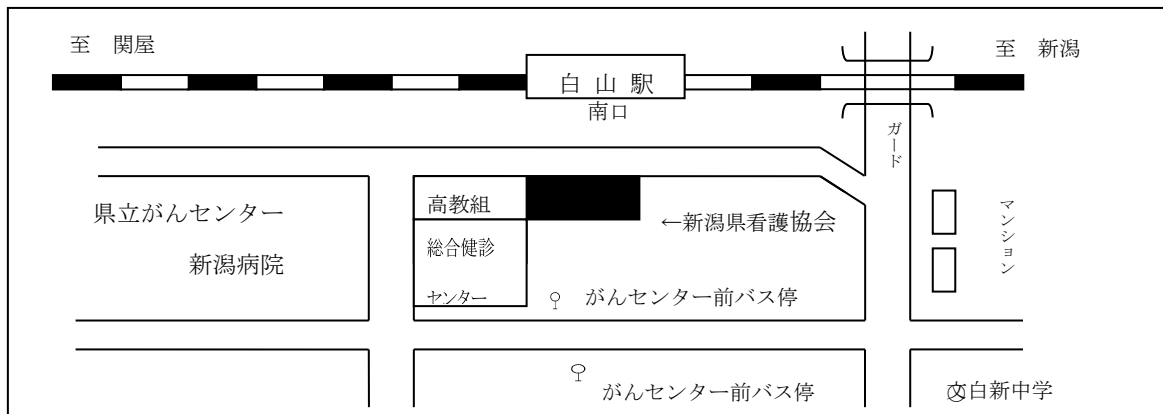 至　関屋
至　新潟
白 山 駅
南口
ガード
高教組
県立がんセンター
新潟病院
←新潟県看護協会
マンション
総合健診
センター
がんセンター前バス停
がんセンター前バス停
文白新中学